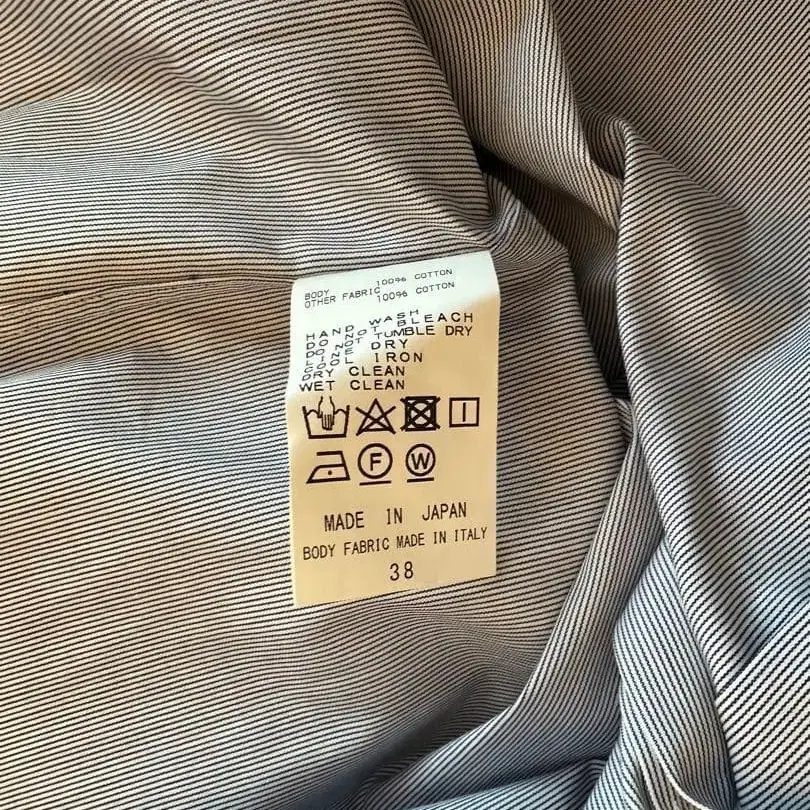 BODY 100% COTTON
OTHER FABRIC 100% COTTON
HAND WASH
DO NOT BLEACH
DO NOT TUMBLE DRY
LINE DRY
COOL IRON
DRY CLEAN
WET CLEAN
F W
MADE IN JAPAN
BODY FABRIC MADE IN ITALY
38